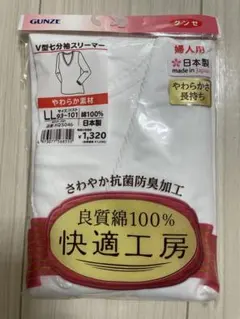 GUNZE
グンゼ
V型七分袖スリーマー
婦人用
日本製
made in Japan
やわらか素材
やわらかさ
長持ち
LL
93-101
綿100%
日本製
¥1,320
さわやか抗菌防臭加工
良質綿100%
快適工房